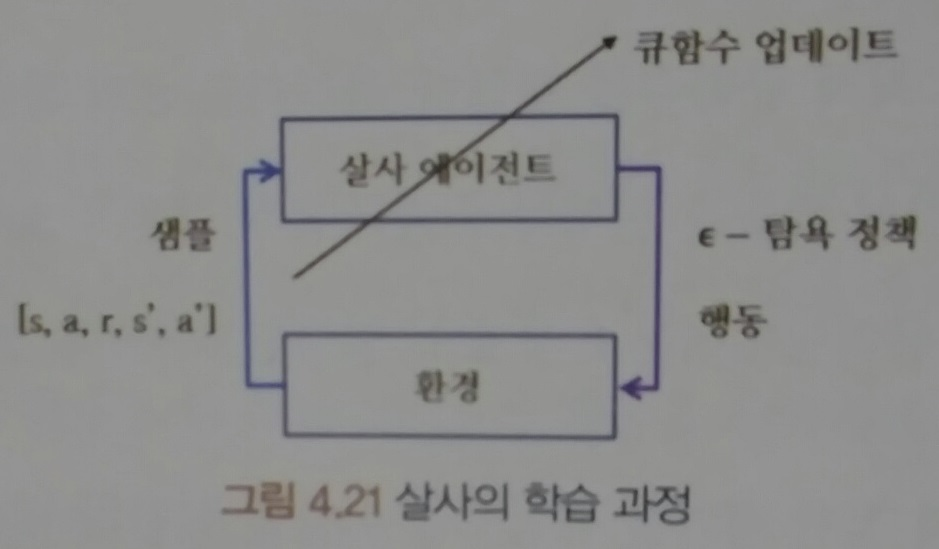 큐함수 업데이트
살사 에이전트
샘플
ϵ – 탐욕 정책
[s, a, r, s', a']
행동
환경
그림 4.21 살사의 학습 과정